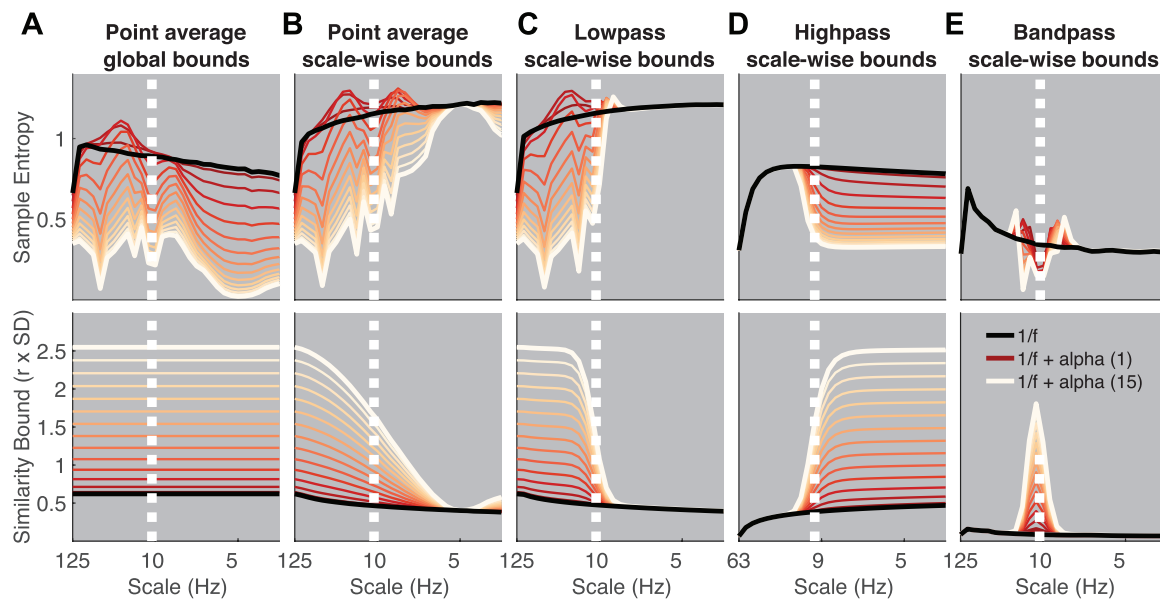 A
Point average
global bounds
B
Point average
scale-wise bounds
C
Lowpass
scale-wise bounds
D
Highpass
scale-wise bounds
E
Bandpass
scale-wise bounds
Sample Entropy
1
0.5
Similarity Bound (r x SD)
2.5
2
1.5
1
0.5
1/f
1/f + alpha (1)
1/f + alpha (15)
125 10 5
125 10 5
125 10 5
63 9 5
125 10 5
Scale (Hz)
Scale (Hz)
Scale (Hz)
Scale (Hz)
Scale (Hz)